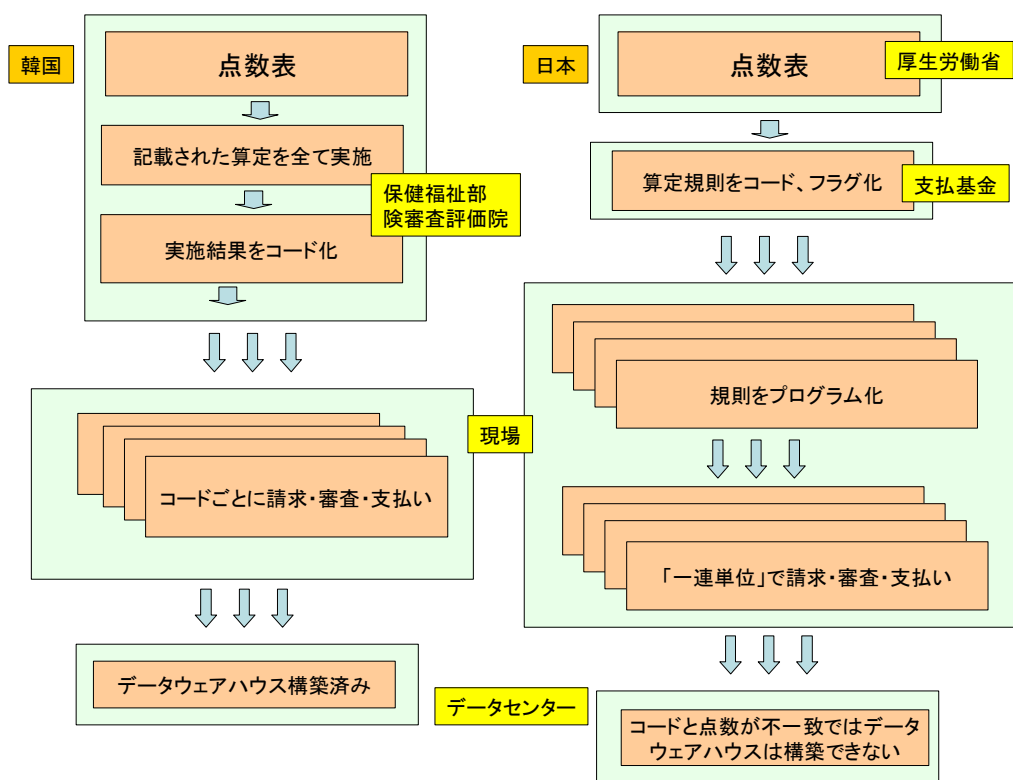 韓国
点数表
記載された算定を全て実施
保健福祉部
険審査評価院
実施結果をコード化
コードごとに請求・審査・支払い
データウェアハウス構築済み
日本
点数表
厚生労働省
算定規則をコード、フラグ化
支払基金
規則をプログラム化
現場
「一連単位」で請求・審査・支払い
データセンター
コードと点数が不一致ではデータ
ウェアハウスは構築できない